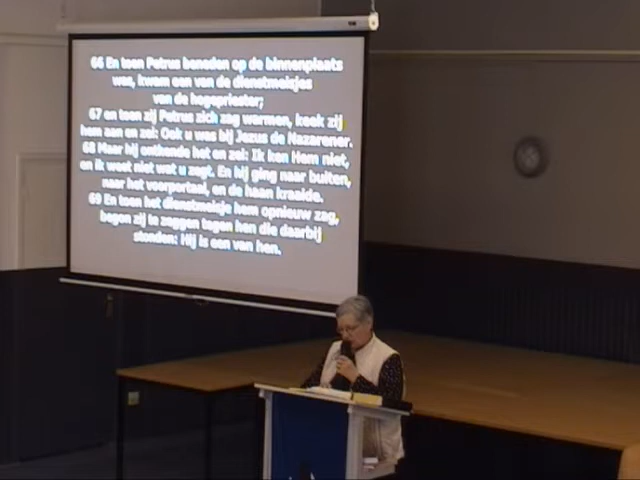 66 En toen Petrus beneden op de binnenplaats
was, kwam een van de dienstmeisjes
van de hogepriester;
67 en toen zij Petrus zich zag warmen, keek zij
hem aan en zei: Ook u was bij Jezus de Nazarener.
68 Maar hij ontkende het en zei: Ik ken Hem niet,
en ik weet niet wat u zegt. En hij ging naar buiten,
naar het voorportaal, en de haan kraaide.
69 En toen het dienstmeisje hem opnieuw zag,
begon zij te zeggen tegen hen die daarbij
stonden: Hij is een van hen.